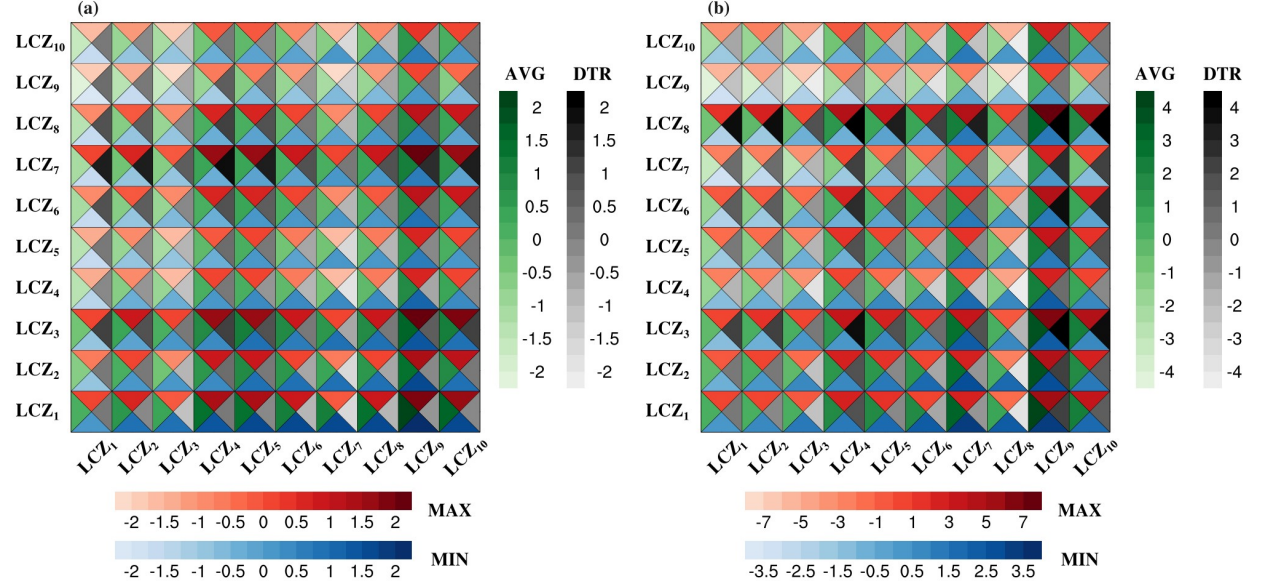 (a)
LCZ10
LCZ9
LCZ8
LCZ7
LCZ6
LCZ5
LCZ4
LCZ3
LCZ2
LCZ1
LCZ1 LCZ2 LCZ3 LCZ4 LCZ5 LCZ6 LCZ7 LCZ8 LCZ9 LCZ10
AVG DTR
2 2
1.5 1.5
1 1
0.5 0.5
0 0
-0.5 -0.5
-1 -1
-1.5 -1.5
-2 -2
-2 -1.5 -1 -0.5 0 0.5 1 1.5 2 MAX
-2 -1.5 -1 -0.5 0 0.5 1 1.5 2 MIN
(b)
LCZ10
LCZ9
LCZ8
LCZ7
LCZ6
LCZ5
LCZ4
LCZ3
LCZ2
LCZ1
LCZ1 LCZ2 LCZ3 LCZ4 LCZ5 LCZ6 LCZ7 LCZ8 LCZ9 LCZ10
AVG DTR
4 4
3 3
2 2
1 1
0 0
-1 -1
-2 -2
-3 -3
-4 -4
-7 -5 -3 -1 1 3 5 7 MAX
-3.5 -2.5 -1.5 -0.5 0.5 1.5 2.5 3.5 MIN